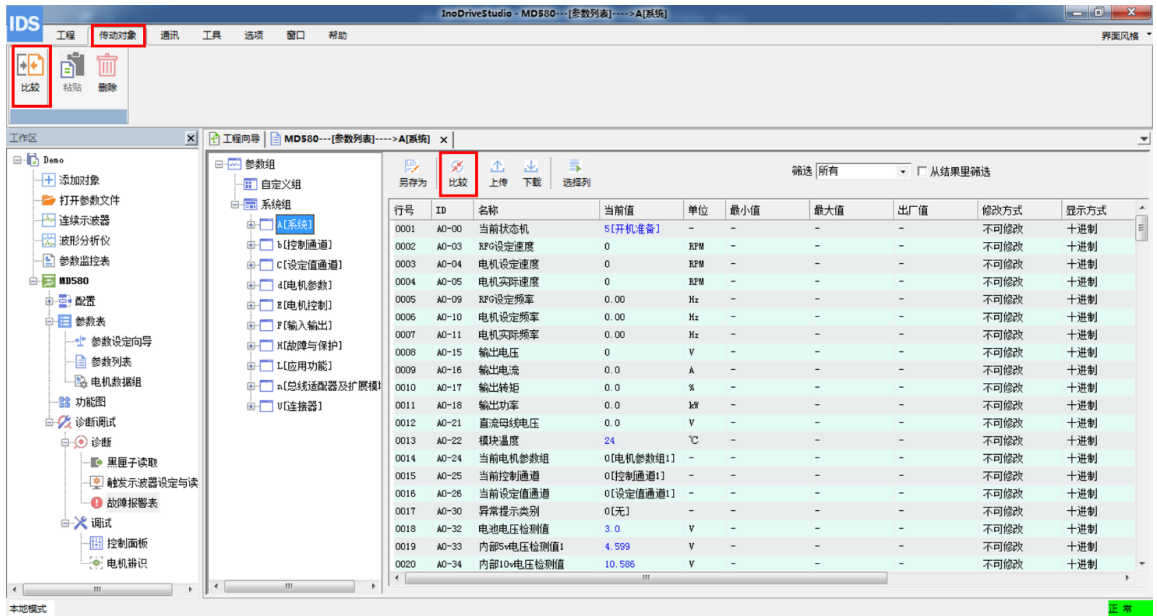 InoDriveStudio - MD580---[参数列表]---->A[系统]
IDS
工程 传动对象 通讯 工具 选项 窗口 帮助 界面风格
比较 粘贴 删除
工作区
工程向导 MD580---[参数列表]---->A[系统]
Demo
添加对象
打开参数文件
连续示波器
波形分析仪
参数监控表
MD580
配置
参数表
参数设定向导
参数列表
电机数据组
功能图
诊断调试
诊断
黑匣子读取
触发示波器设定与读
故障报警表
调试
控制面板
电机辨识
参数组
自定义组
系统组
A[系统]
b[控制通道]
C[设定值通道]
d[电机参数]
E[电机控制]
F[输入输出]
H[故障与保护]
L[应用功能]
n[总线适配器及扩展模块
U[连接器]
另存为 比较 上传 下载 选择列 筛选 所有 从结果里筛选
行号 ID 名称 当前值 单位 最小值 最大值 出厂值 修改方式 显示方式
0001 A0-00 当前状态机 5[开机准备] - - - - 不可修改 十进制
0002 A0-03 RFG设定速度 0 RPM - - - 不可修改 十进制
0003 A0-04 电机设定速度 0 RPM - - - 不可修改 十进制
0004 A0-05 电机实际速度 0 RPM - - - 不可修改 十进制
0005 A0-09 RFG设定频率 0.00 Hz - - - 不可修改 十进制
0006 A0-10 电机设定频率 0.00 Hz - - - 不可修改 十进制
0007 A0-11 电机实际频率 0.00 Hz - - - 不可修改 十进制
0008 A0-15 输出电压 0 V - - - 不可修改 十进制
0009 A0-16 输出电流 0.0 A - - - 不可修改 十进制
0010 A0-17 输出转矩 0.0 % - - - 不可修改 十进制
0011 A0-18 输出功率 0.0 kW - - - 不可修改 十进制
0012 A0-21 直流母线电压 0.0 V - - - 不可修改 十进制
0013 A0-22 模块温度 24 ℃ - - - 不可修改 十进制
0014 A0-24 当前电机参数组 0[电机参数组1] - - - - 不可修改 十进制
0015 A0-25 当前控制通道 0[控制通道1] - - - - 不可修改 十进制
0016 A0-26 当前设定值通道 0[设定值通道1] - - - - 不可修改 十进制
0017 A0-30 异常提示类别 0[无] - - - - 不可修改 十进制
0018 A0-32 电池电压检测值 3.0 V - - - 不可修改 十进制
0019 A0-33 内部5v电压检测值1 4.599 V - - - 不可修改 十进制
0020 A0-34 内部10v电压检测值 10.586 V - - - 不可修改 十进制
本地模式 正常